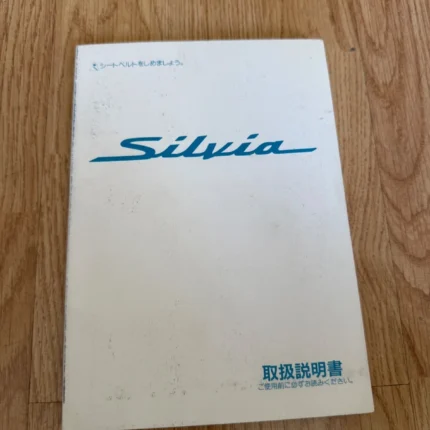 シートベルトをしめましょう。
Silvia
取扱説明書
ご使用前に必ずお読みください。